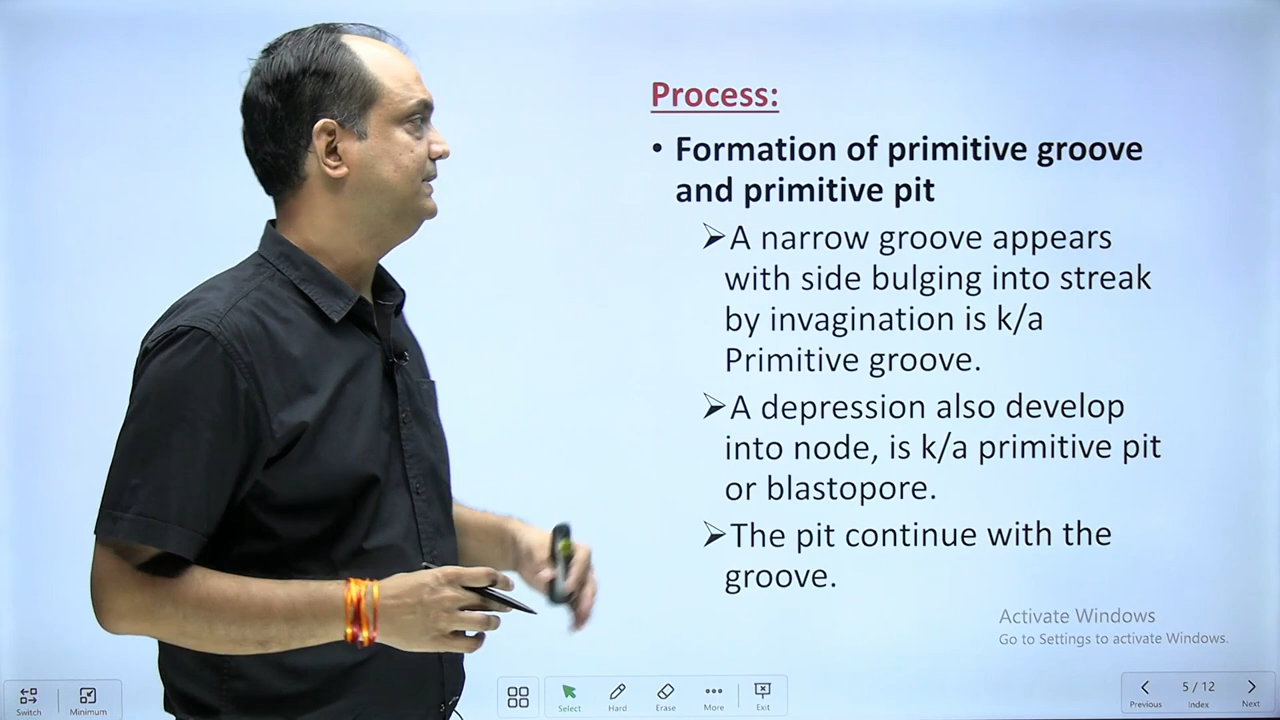 Process:
• Formation of primitive groove
and primitive pit
➢A narrow groove appears
with side bulging into streak
by invagination is k/a
Primitive groove.
➢A depression also develop
into node, is k/a primitive pit
or blastopore.
➢The pit continue with the
groove.
Activate Windows
Go to Settings to activate Windows.
Switch
Minimum
Select
Hard
Erase
More
Exit
Previous
5 / 12
Index
Next